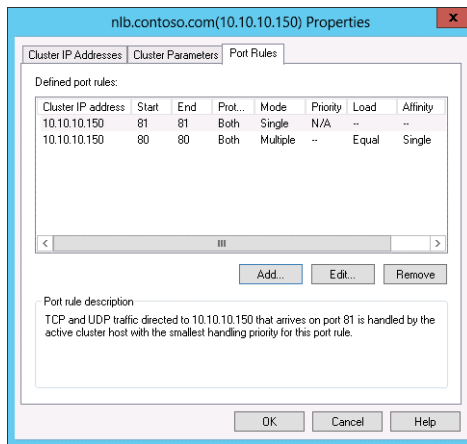 nlb.contoso.com(10.10.10.150) Properties
x
Cluster IP Addresses Cluster Parameters Port Rules
Defined port rules:
Cluster IP address Start End Prot... Mode Priority Load Affinity
10.10.10.150 81 81 Both Single N/A -- --
10.10.10.150 80 80 Both Multiple -- Equal Single
Add... Edit... Remove
Port rule description
TCP and UDP traffic directed to 10.10.10.150 that arrives on port 81 is handled by the
active cluster host with the smallest handling priority for this port rule.
OK Cancel Help